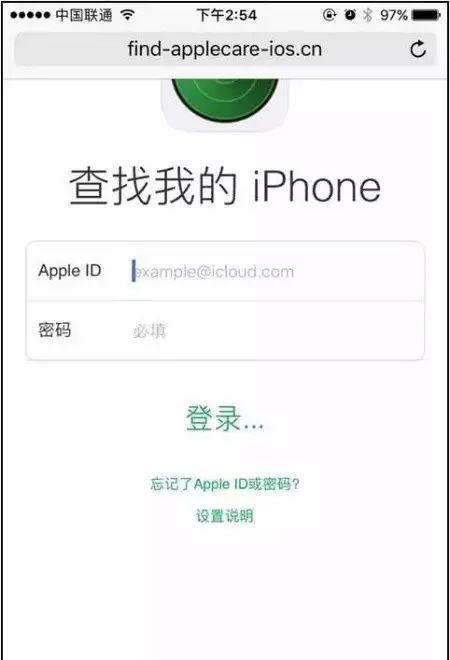 中国联通 下午2:54 97%
find-applecare-ios.cn
查找我的 iPhone
Apple ID example@icloud.com
密码 必填
登录...
忘记了Apple ID或密码?
设置说明